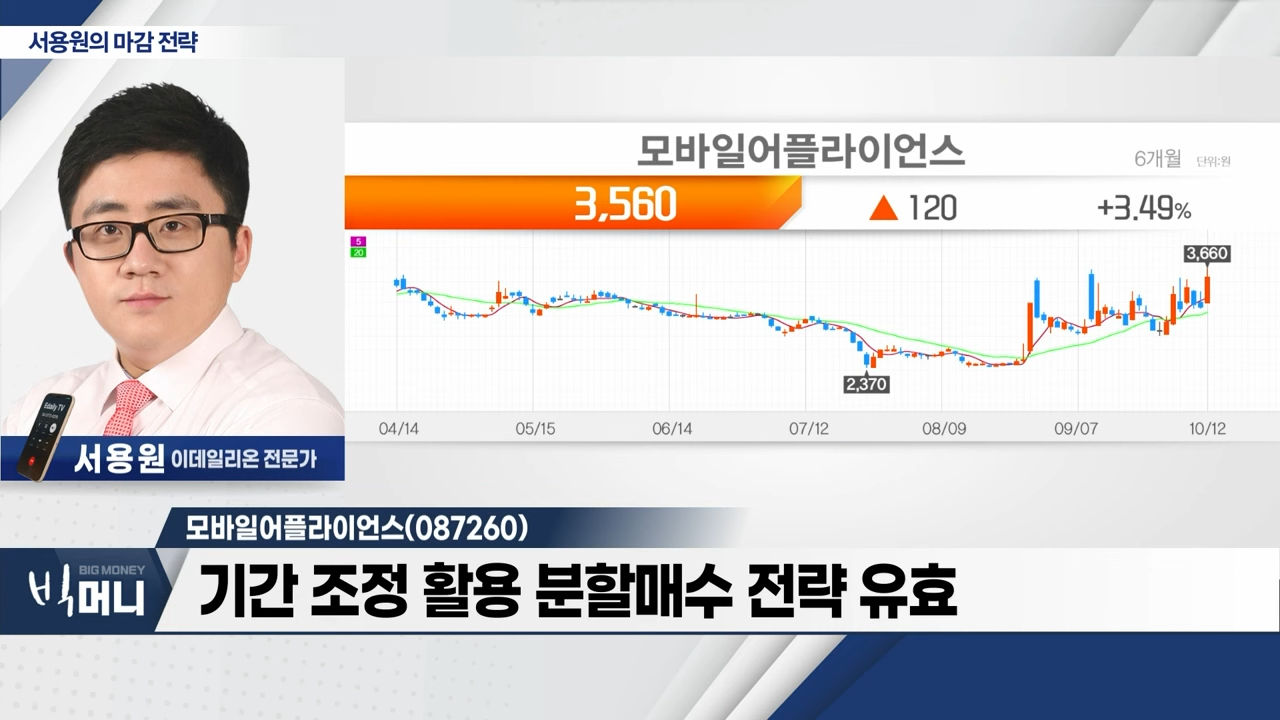 서용원의 마감 전략
모바일어플라이언스
6개월 단위:원
3,560 ▲ 120 +3.49%
5
20
3,660
2,370
04/14 05/15 06/14 07/12 08/09 09/07 10/12
Edaily TV
서용원 이데일리온 전문가
모바일어플라이언스(087260)
BIG MONEY
빅머니
기간 조정 활용 분할매수 전략 유효